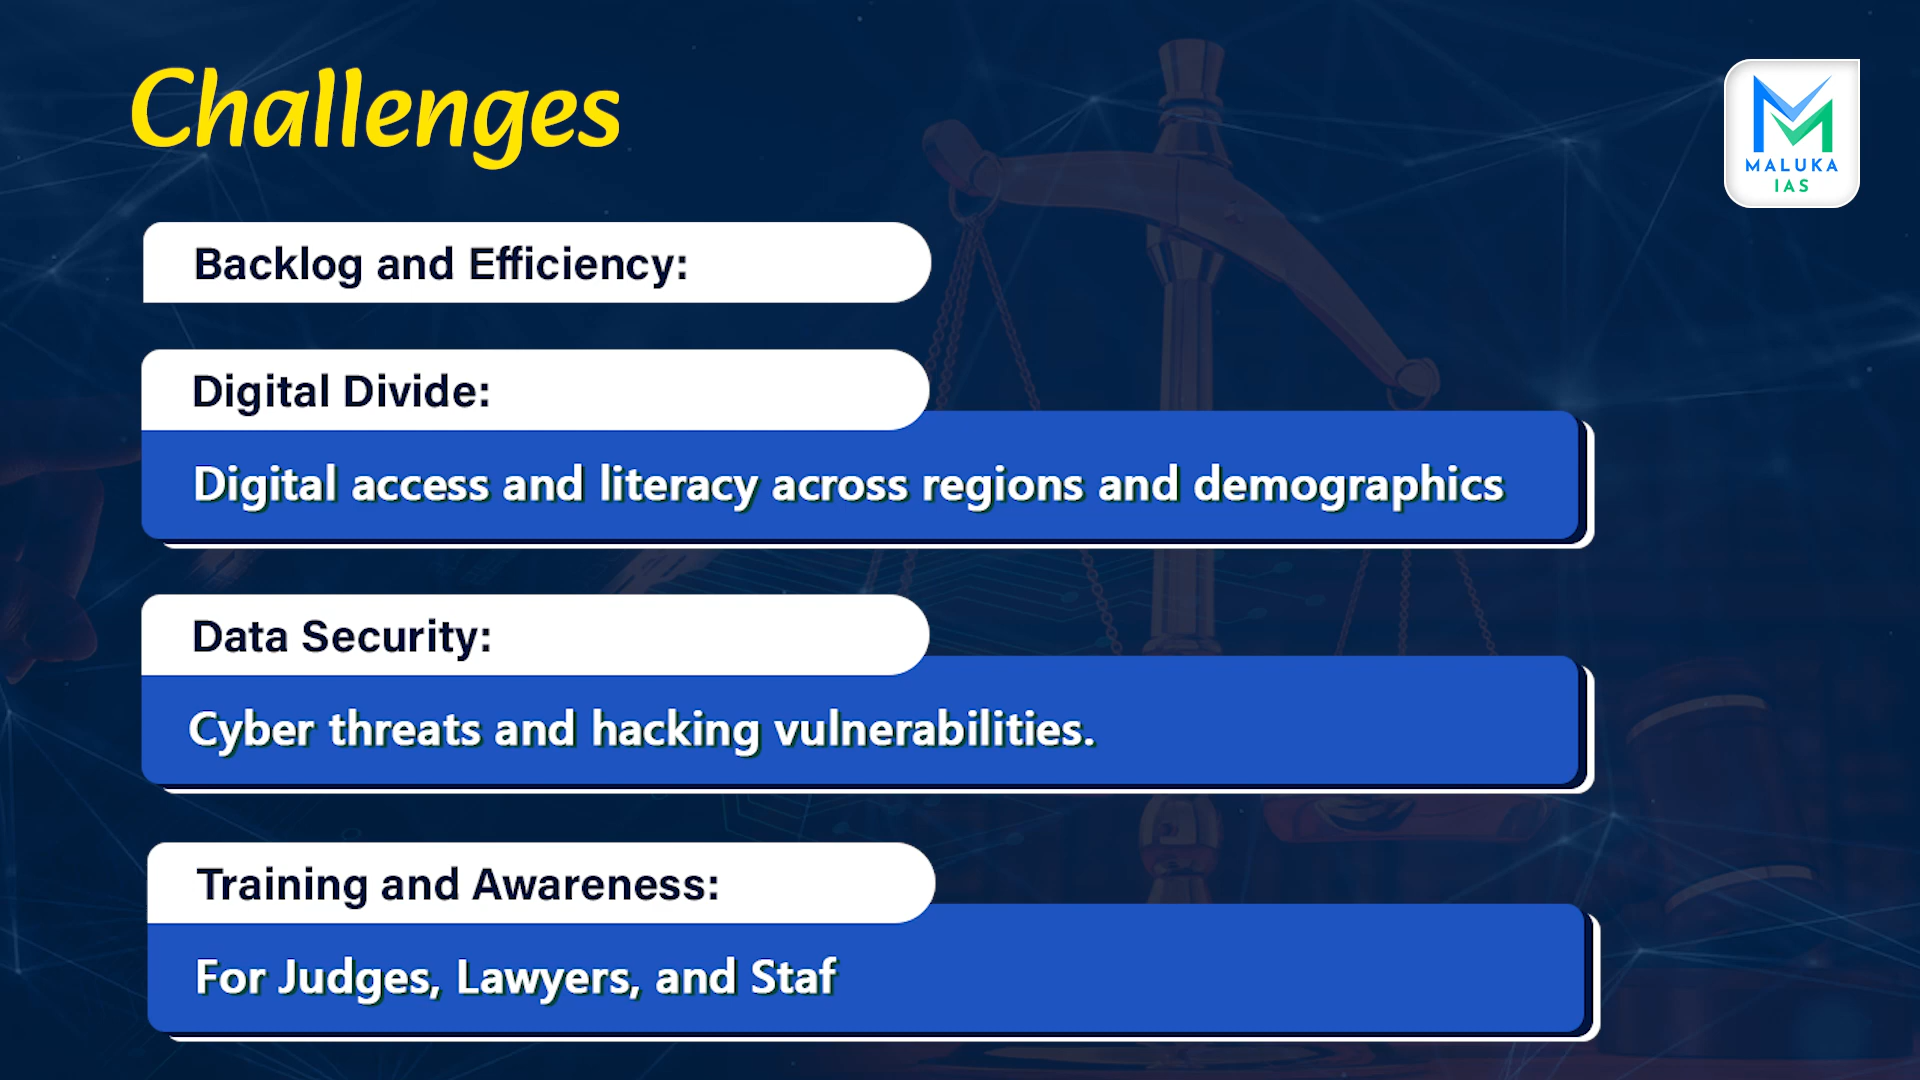 Challenges
MALUKA
IAS
Backlog and Efficiency:
Digital Divide:
Digital access and literacy across regions and demographics
Data Security:
Cyber threats and hacking vulnerabilities.
Training and Awareness:
For Judges, Lawyers, and Staf